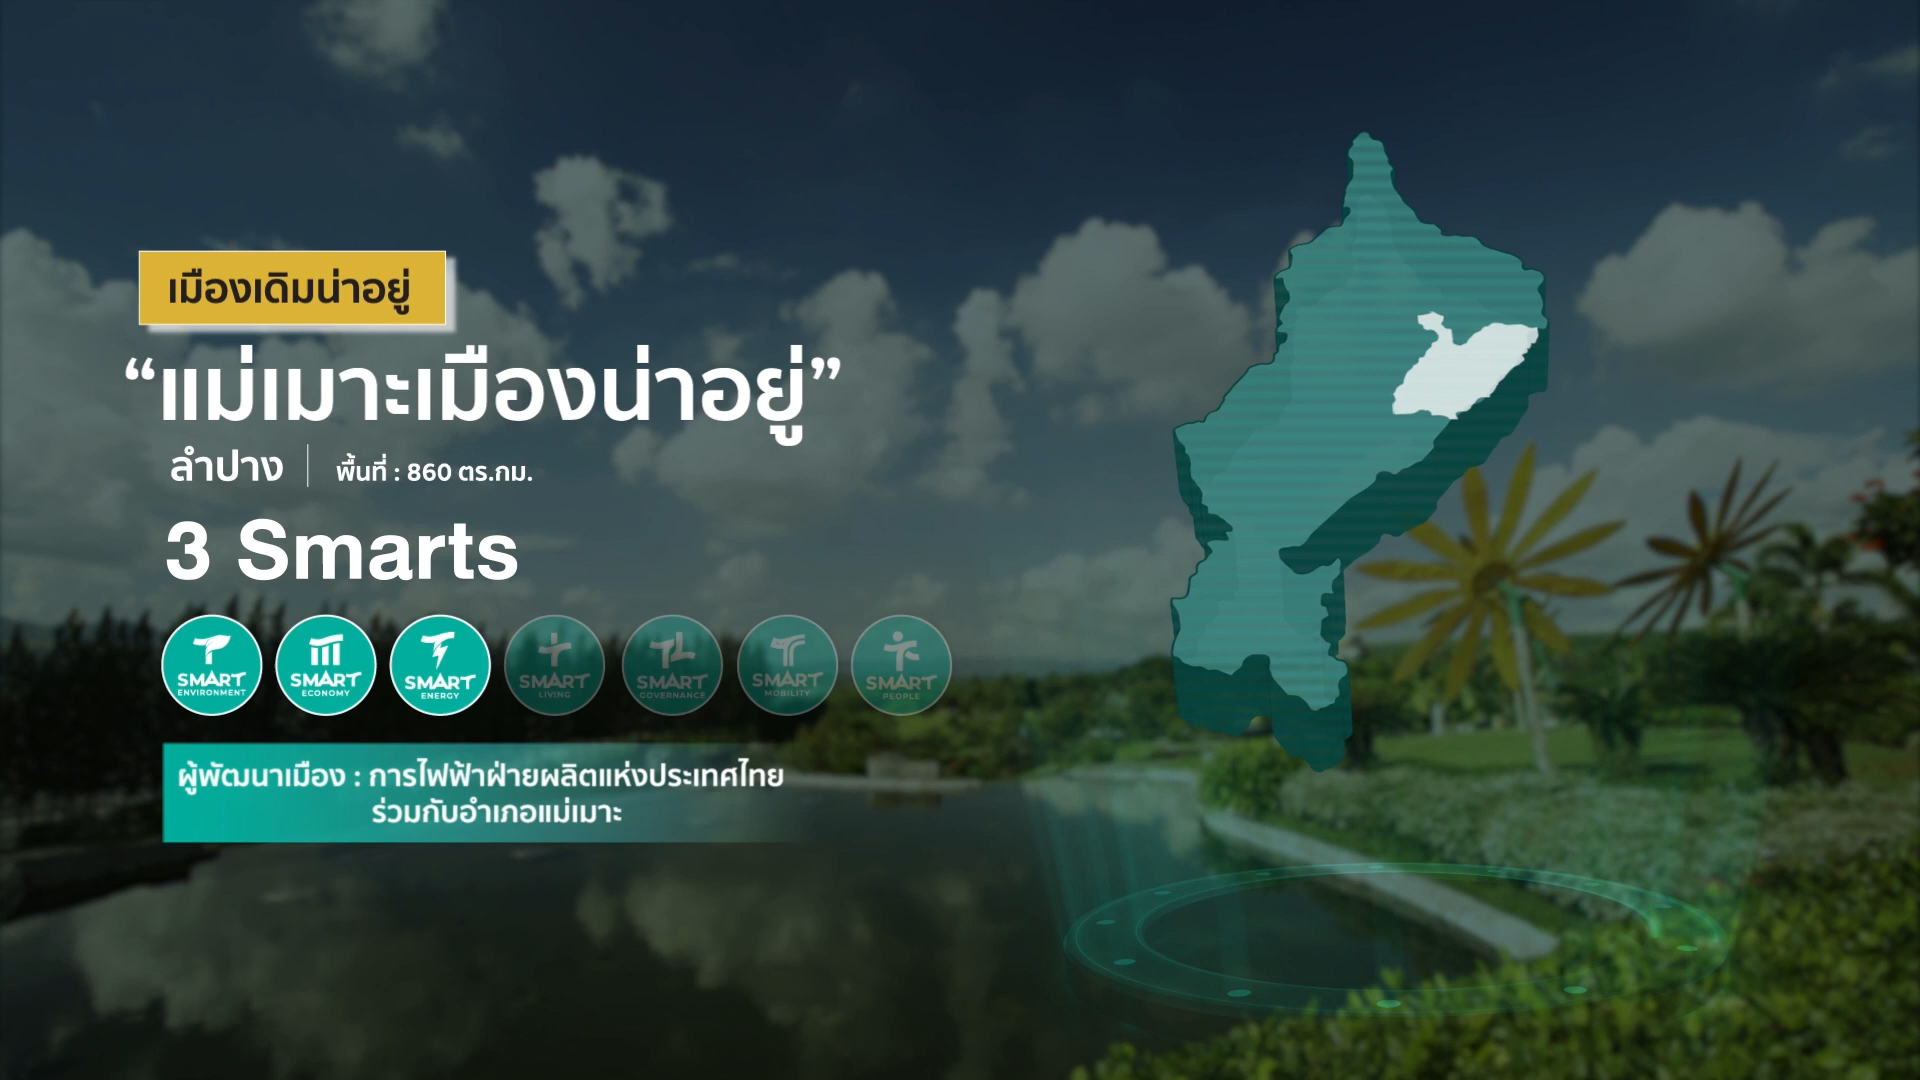 เมืองเดิมน่าอยู่
“แม่เมาะเมืองน่าอยู่”
ลำปาง
พื้นที่ : 860 ตร.กม.
3 Smarts
SMART ENVIRONMENT
SMART ECONOMY
SMART ENERGY
SMART LIVING
SMART GOVERNANCE
SMART MOBILITY
SMART PEOPLE
ผู้พัฒนาเมือง : การไฟฟ้าฝ่ายผลิตแห่งประเทศไทย
ร่วมกับอำเภอแม่เมาะ